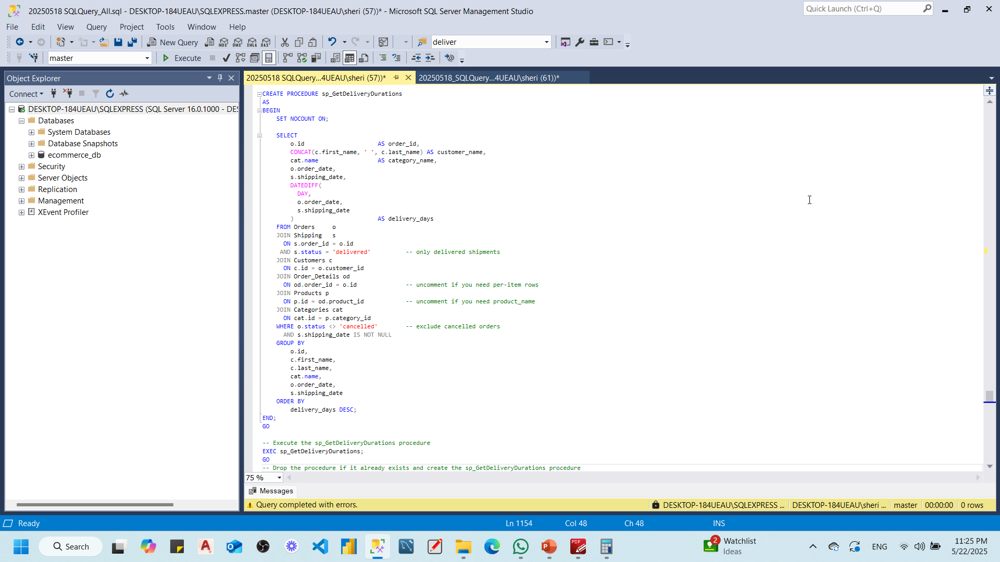 20250518 SQLQuery_All.sql - DESKTOP-184UEAU\SQLEXPRESS.master (DESKTOP-184UEAU\sheri (57))* - Microsoft SQL Server Management Studio
Quick Launch (Ctrl+Q)
File Edit View Query Project Tools Window Help
New Query MDX DMX XMLA DAX deliver
master Execute
Object Explorer
20250518 SQLQuery...4UEAU\sheri (57))*
20250518_SQLQuery...4UEAU\sheri (61))*
Connect
DESKTOP-184UEAU\SQLEXPRESS (SQL Server 16.0.1000 - DES
Databases
System Databases
Database Snapshots
ecommerce_db
Security
Server Objects
Replication
Management
XEvent Profiler
CREATE PROCEDURE sp_GetDeliveryDurations
AS
BEGIN
SET NOCOUNT ON;
SELECT
o.id AS order_id,
CONCAT(c.first_name, ' ', c.last_name) AS customer_name,
cat.name AS category_name,
o.order_date,
s.shipping_date,
DATEDIFF(
DAY,
o.order_date,
s.shipping_date
) AS delivery_days
FROM Orders o
JOIN Shipping s
ON s.order_id = o.id
AND s.status = 'delivered' -- only delivered shipments
JOIN Customers c
ON c.id = o.customer_id
JOIN Order_Details od
ON od.order_id = o.id -- uncomment if you need per-item rows
JOIN Products p
ON p.id = od.product_id -- uncomment if you need product_name
JOIN Categories cat
ON cat.id = p.category_id
WHERE o.status <> 'cancelled' -- exclude cancelled orders
AND s.shipping_date IS NOT NULL
GROUP BY
o.id,
c.first_name,
c.last_name,
cat.name,
o.order_date,
s.shipping_date
ORDER BY
delivery_days DESC;
END;
GO
-- Execute the sp_GetDeliveryDurations procedure
EXEC sp_GetDeliveryDurations;
GO
-- Drop the procedure if it already exists and create the sp_GetDeliveryDurations procedure
75 %
Messages
Query completed with errors.
DESKTOP-184UEAU\SQLEXPRESS ... DESKTOP-184UEAU\sheri ... master 00:00:00 0 rows
Ready Ln 1154 Col 48 Ch 48 INS
Search
PDF
2
Watchlist
Ideas
ENG
11:25 PM
5/22/2025